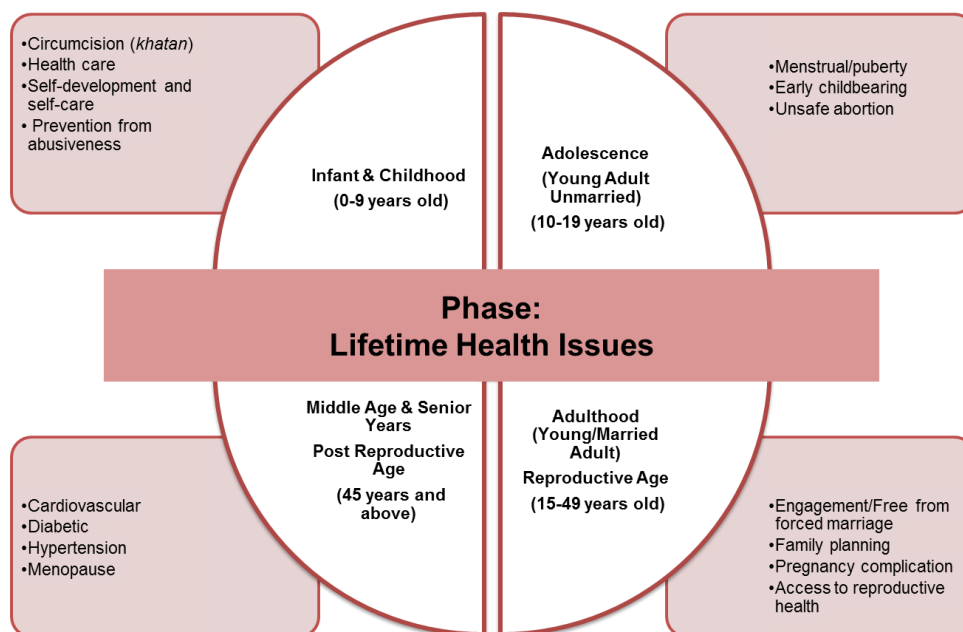 •Circumcision (khatan)
•Health care
•Self-development and
self-care
• Prevention from
abusiveness
Infant & Childhood
(0-9 years old)
Adolescence
(Young Adult
Unmarried)
(10-19 years old)
•Menstrual/puberty
•Early childbearing
•Unsafe abortion
Phase:
Lifetime Health Issues
•Cardiovascular
•Diabetic
•Hypertension
•Menopause
Middle Age & Senior
Years
Post Reproductive
Age
(45 years and
above)
Adulthood
(Young/Married
Adult)
Reproductive Age
(15-49 years old)
•Engagement/Free from
forced marriage
•Family planning
•Pregnancy complication
•Access to reproductive
health